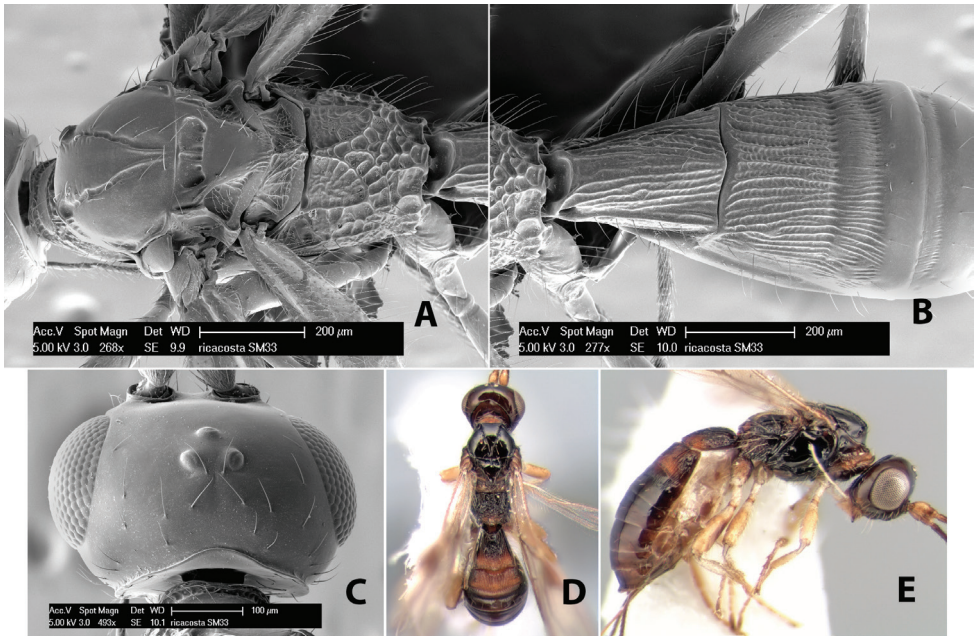 A
Acc.V Spot Magn Det WD 200 µm
5.00 kV 3.0 268x SE 9.9 ricacosta SM33
B
Acc.V Spot Magn Det WD 200 µm
5.00 kV 3.0 277x SE 10.0 ricacosta SM33
C
Acc.V Spot Magn Det WD 100 µm
5.00 kV 3.0 493x SE 10.1 ricacosta SM33
D
E